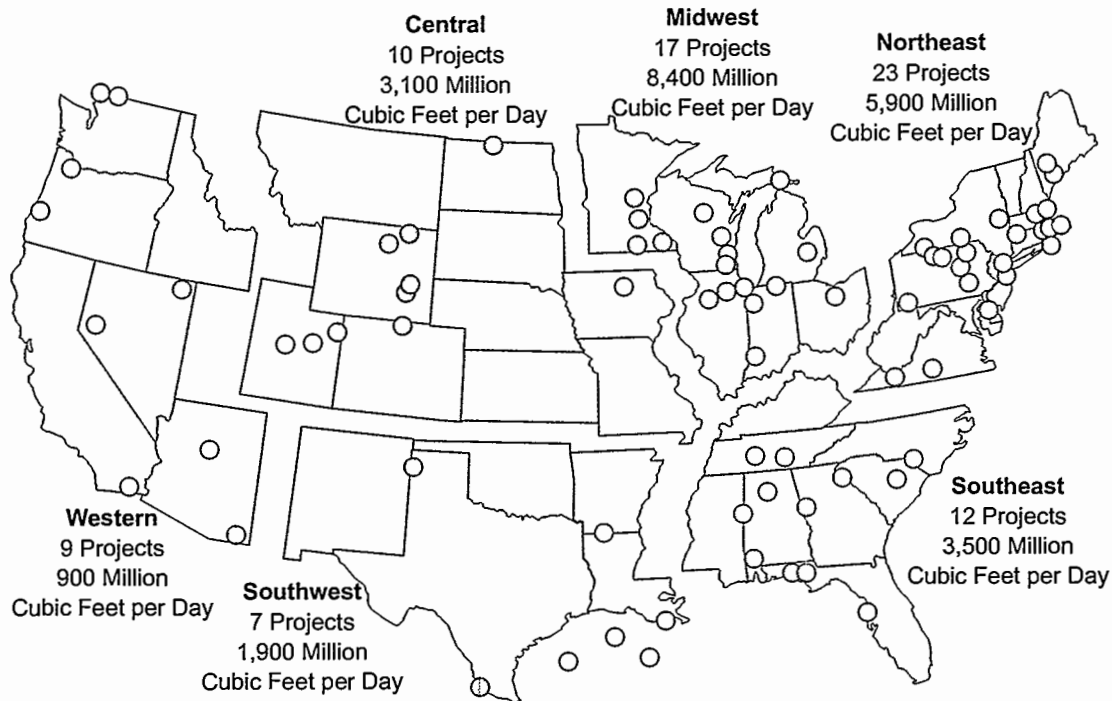 Central
10 Projects
3,100 Million
Cubic Feet per Day
Midwest
17 Projects
8,400 Million
Cubic Feet per Day
Northeast
23 Projects
5,900 Million
Cubic Feet per Day
Western
9 Projects
900 Million
Cubic Feet per Day
Southwest
7 Projects
1,900 Million
Cubic Feet per Day
Southeast
12 Projects
3,500 Million
Cubic Feet per Day